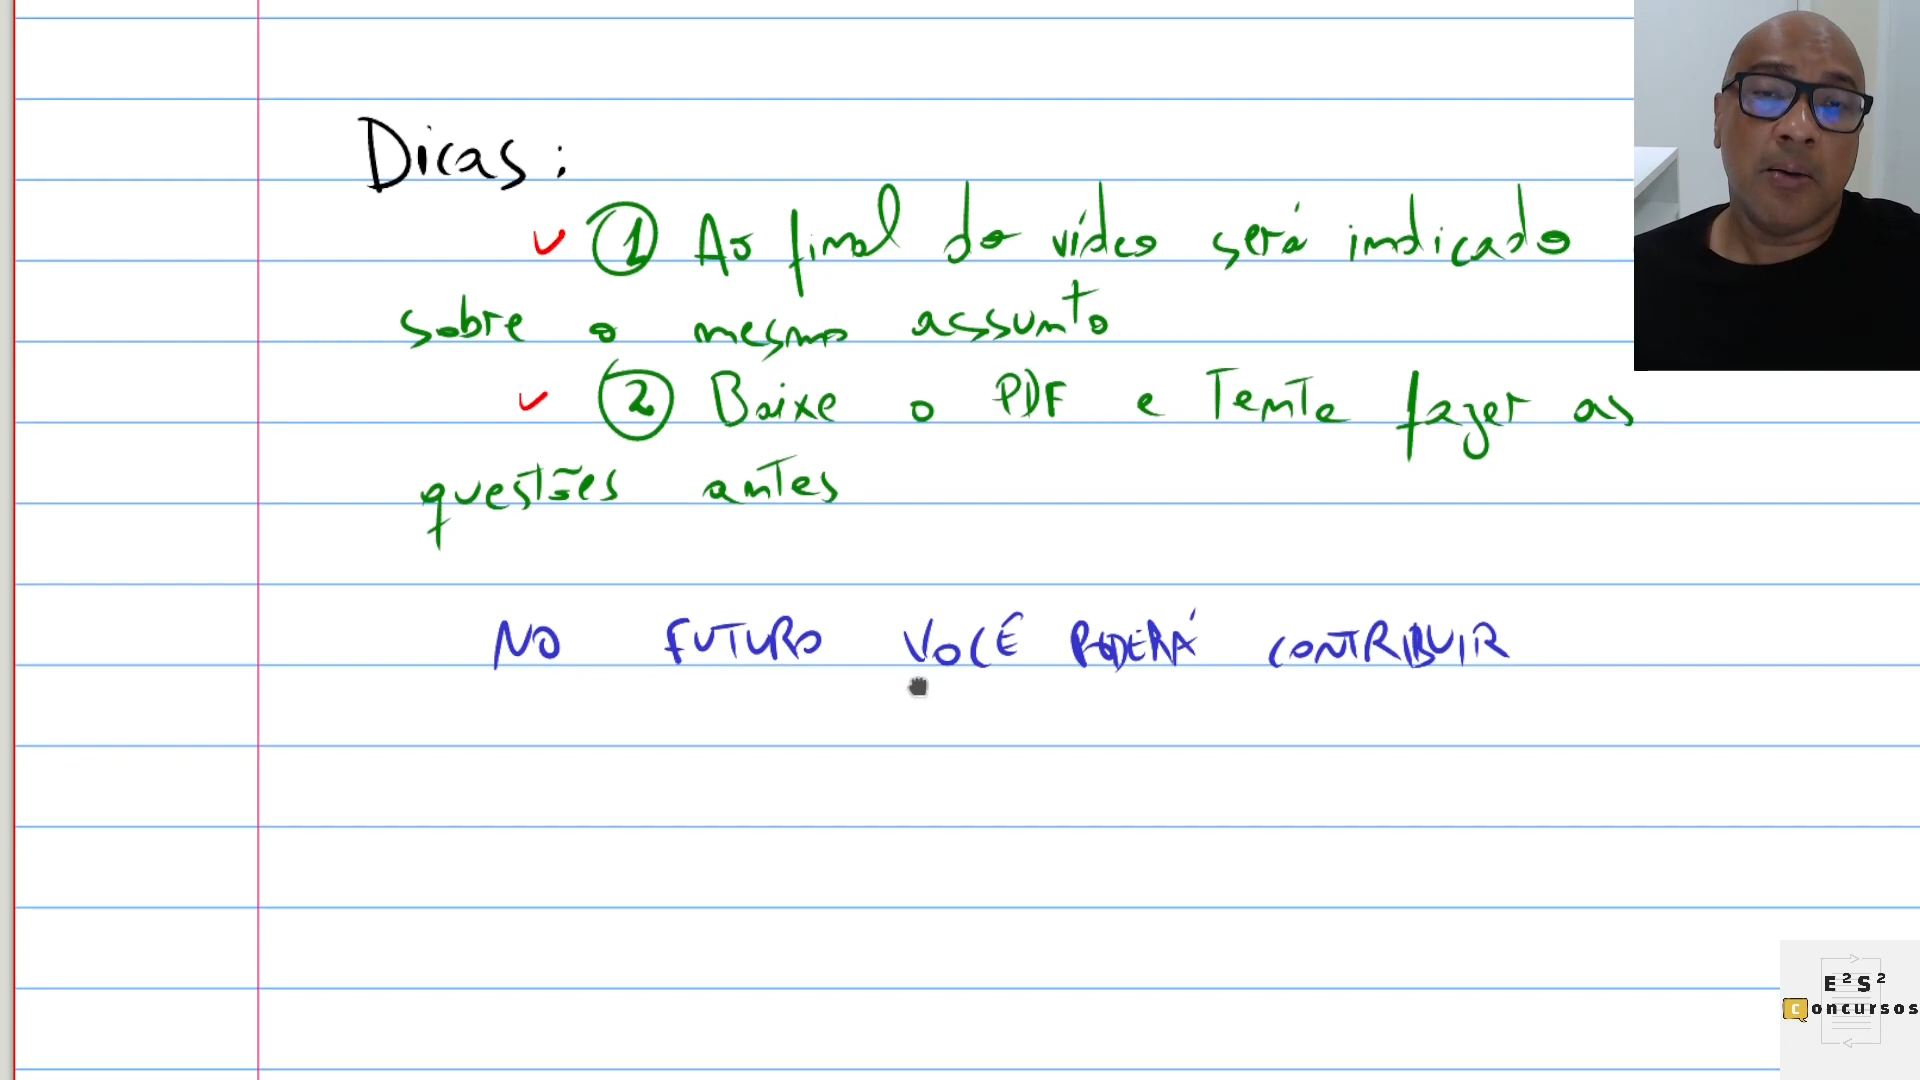 Dicas:
① Ao final do vídeo será indicado
sobre o mesmo assunto
② Baixe o PDF e Tente fazer as
questões antes
NO FUTURO VOCÊ PODERÁ CONTRIBUIR
E²S²
Concursos